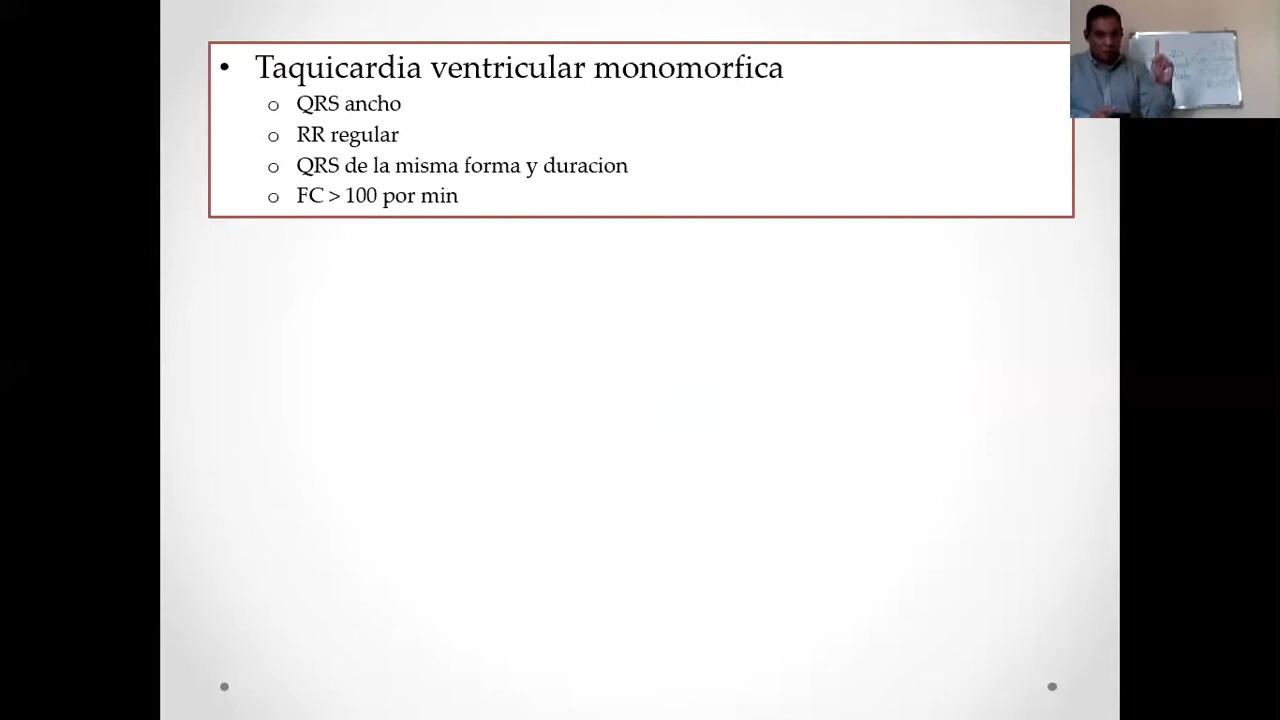 • Taquicardia ventricular monomorfica
o QRS ancho
o RR regular
o QRS de la misma forma y duracion
o FC > 100 por min